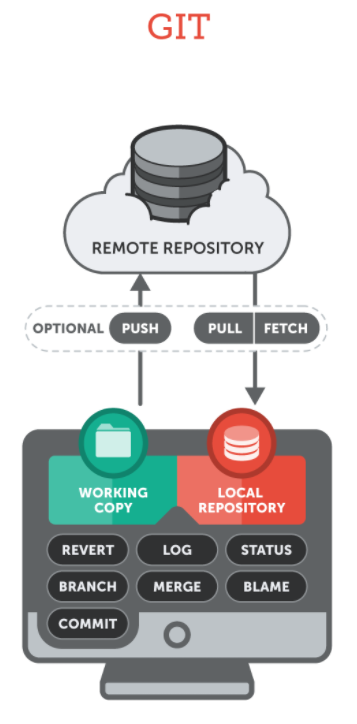 GIT
REMOTE REPOSITORY
OPTIONAL PUSH PULL FETCH
WORKING COPY
LOCAL REPOSITORY
REVERT LOG STATUS
BRANCH MERGE BLAME
COMMIT